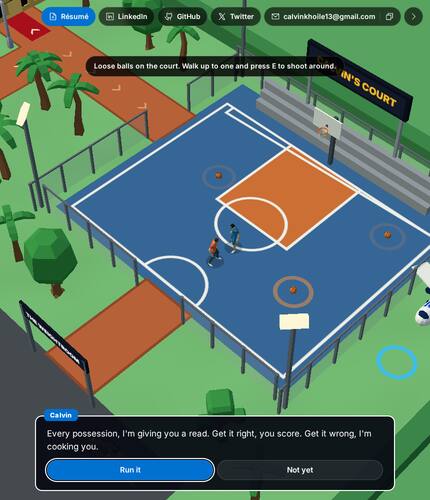 Résumé
LinkedIn
GitHub
Twitter
calvinkhoile13@gmail.com
Loose balls on the court. Walk up to one and press E to shoot around.
COURT
THE
Calvin
Every possession, I'm giving you a read. Get it right, you score. Get it wrong, I'm
cooking you.
Run it
Not yet